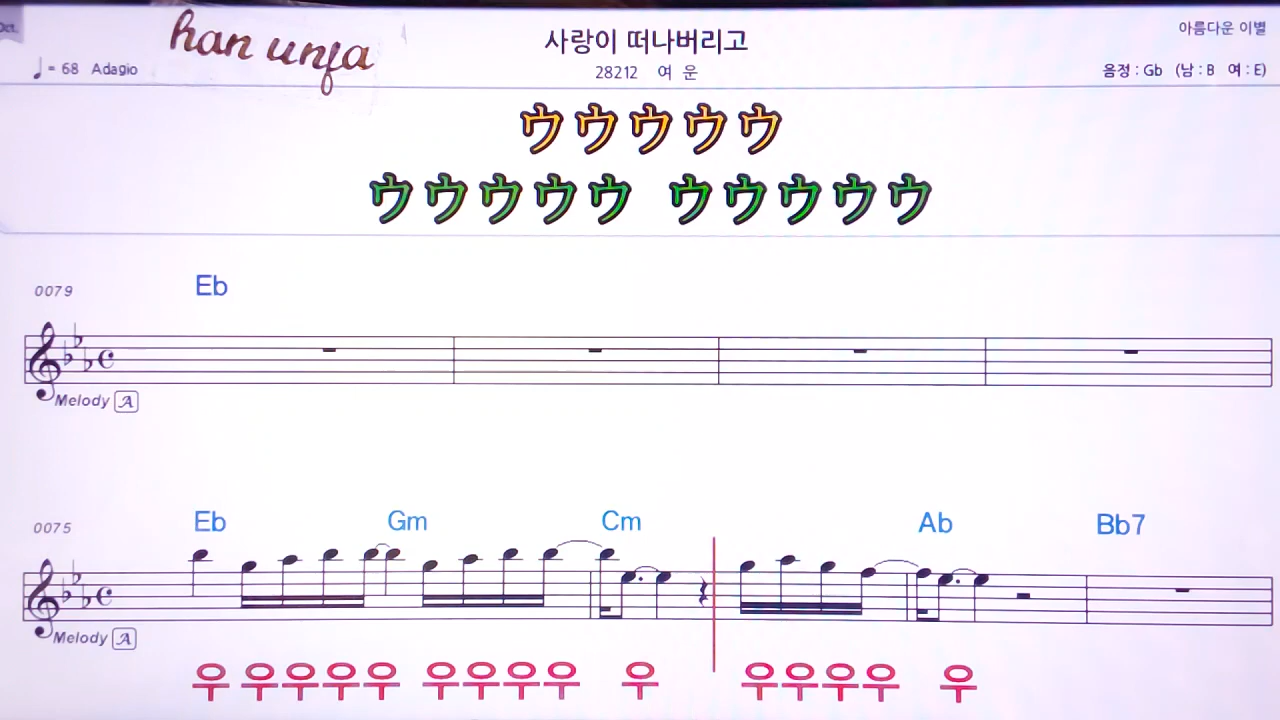 Oct.
han unja
사랑이 떠나버리고
아름다운 이별
♩= 68 Adagio
28212 여 운
음정 : Gb (남 : B 여 : E)
ウウウウウ
ウウウウウ ウウウウウ
0079 Eb
Melody A
0075 Eb Gm Cm Ab Bb7
Melody A
우 우우우우 우우우우 우 우우우우 우